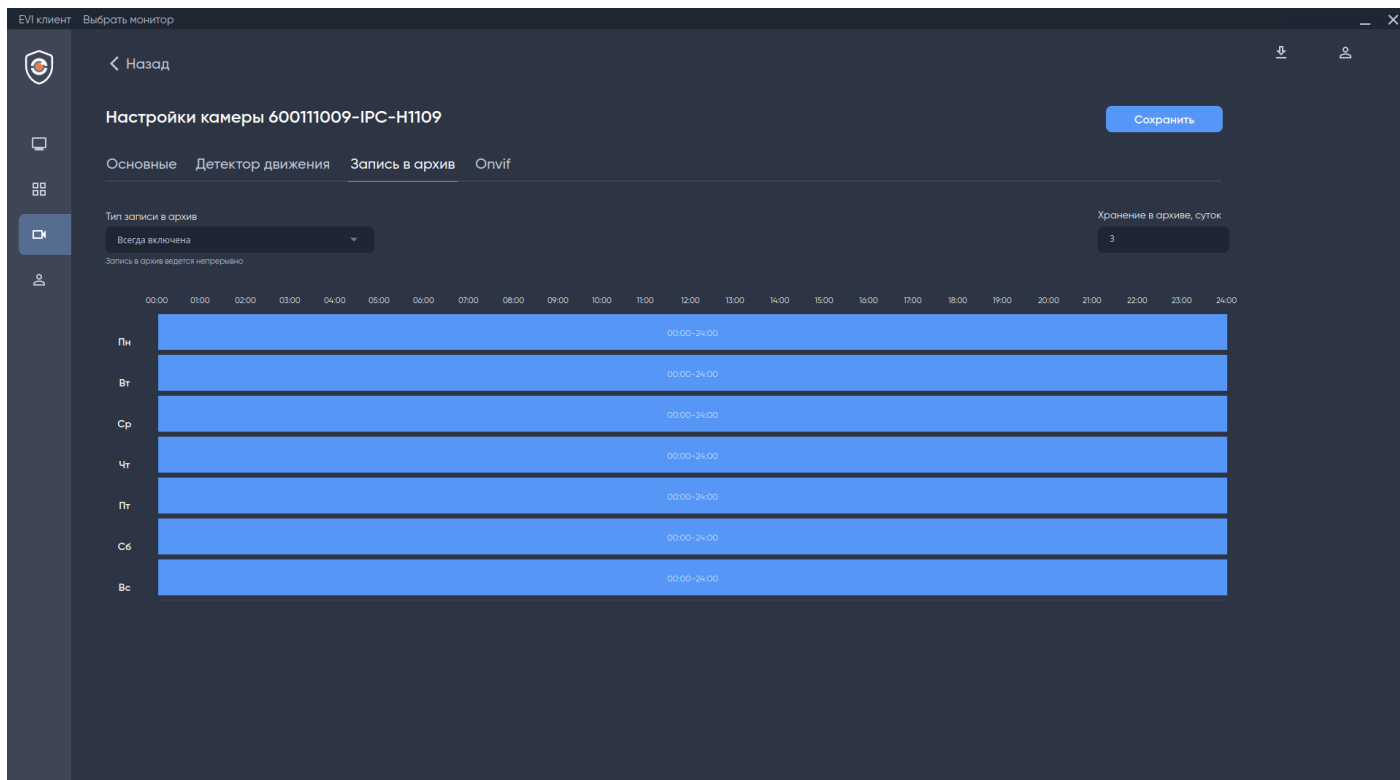 EVI клиент Выбрать монитор
Назад
Настройки камеры 600111009-IPC-H1109
Сохранить
Основные Детектор движения Запись в архив Onvif
Тип записи в архив
Хранение в архиве, суток
Всегда включена
3
Запись в архив ведется непрерывно
00:00 01:00 02:00 03:00 04:00 05:00 06:00 07:00 08:00 09:00 10:00 11:00 12:00 13:00 14:00 15:00 16:00 17:00 18:00 19:00 20:00 21:00 22:00 23:00 24:00
Пн 00:00-24:00
Вт 00:00-24:00
Ср 00:00-24:00
Чт 00:00-24:00
Пт 00:00-24:00
Сб 00:00-24:00
Вс 00:00-24:00